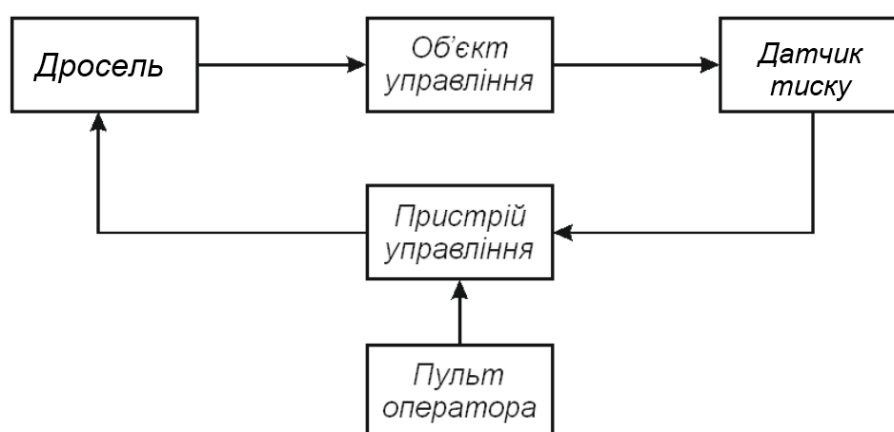 Дросель
Об'єкт
управління
Датчик
тиску
Пристрій
управління
Пульт
оператора